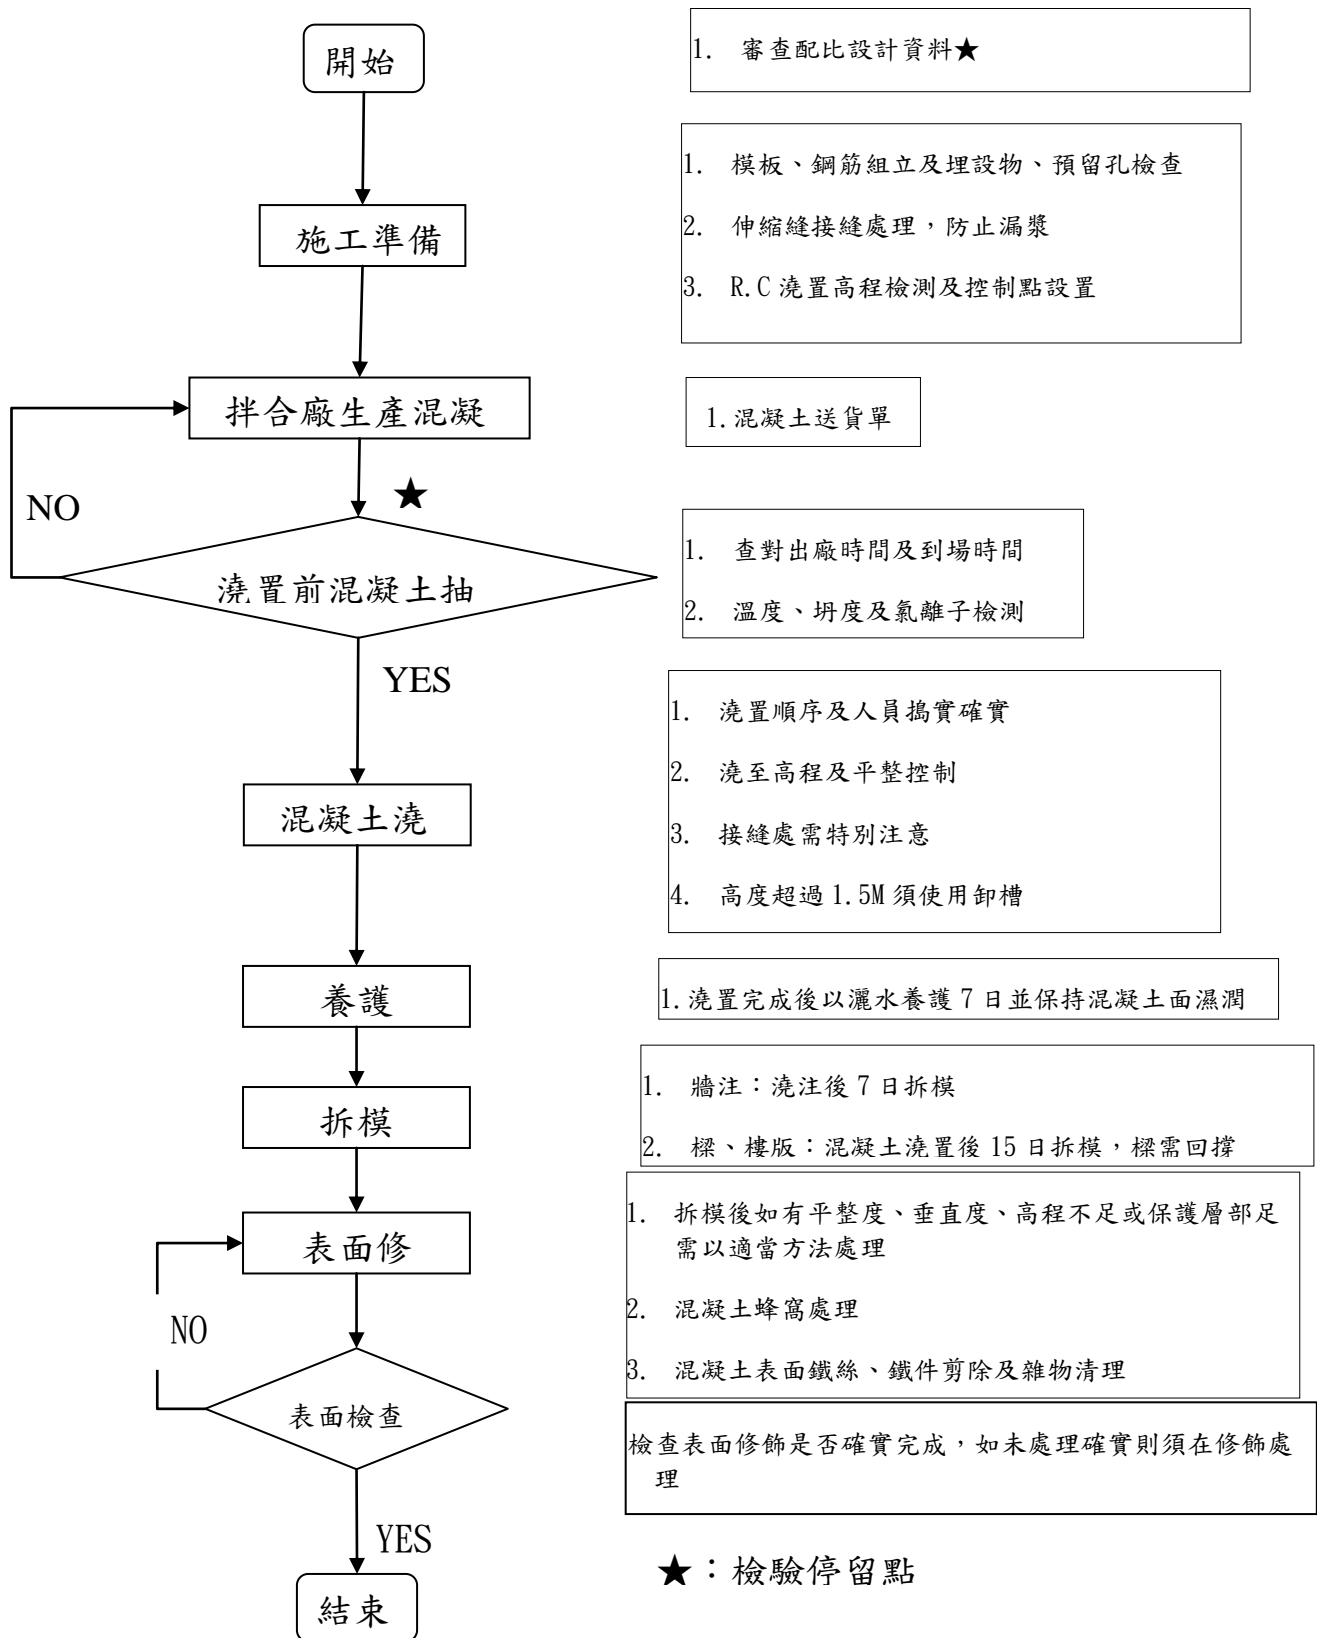 開始
1. 審查配比設計資料★
施工準備
1. 模板、鋼筋組立及埋設物、預留孔檢查
2. 伸縮縫接縫處理，防止漏漿
3. R.C 澆置高程檢測及控制點設置
拌合廠生產混凝
1.混凝土送貨單
★
NO
澆置前混凝土抽
1. 查對出廠時間及到場時間
2. 溫度、坍度及氯離子檢測
YES
混凝土澆
1. 澆置順序及人員搗實確實
2. 澆至高程及平整控制
3. 接縫處需特別注意
4. 高度超過 1.5M 須使用卸槽
養護
1.澆置完成後以灑水養護 7 日並保持混凝土面濕潤
拆模
1. 牆注：澆注後 7 日拆模
2. 樑、樓版：混凝土澆置後 15 日拆模，樑需回撐
表面修
1. 拆模後如有平整度、垂直度、高程不足或保護層部足
需以適當方法處理
2. 混凝土蜂窩處理
3. 混凝土表面鐵絲、鐵件剪除及雜物清理
NO
表面檢查
檢查表面修飾是否確實完成，如未處理確實則須在修飾處
理
YES
★：檢驗停留點
結束